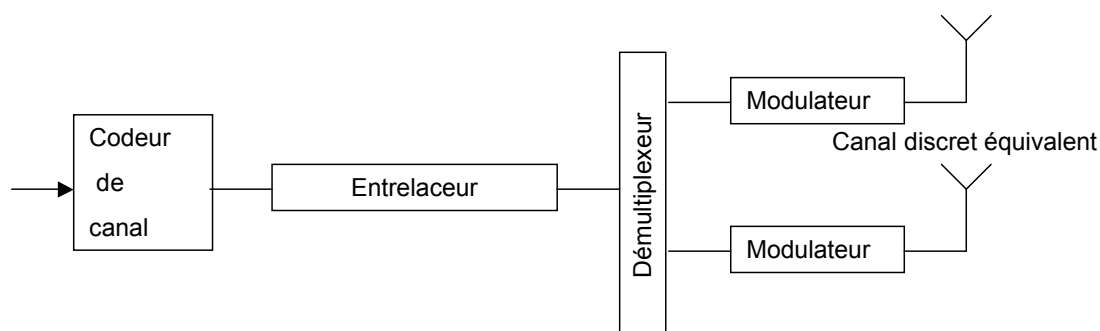 Codeur
de
canal
Entrelaceur
Démultiplexeur
Modulateur
Canal discret équivalent
Modulateur